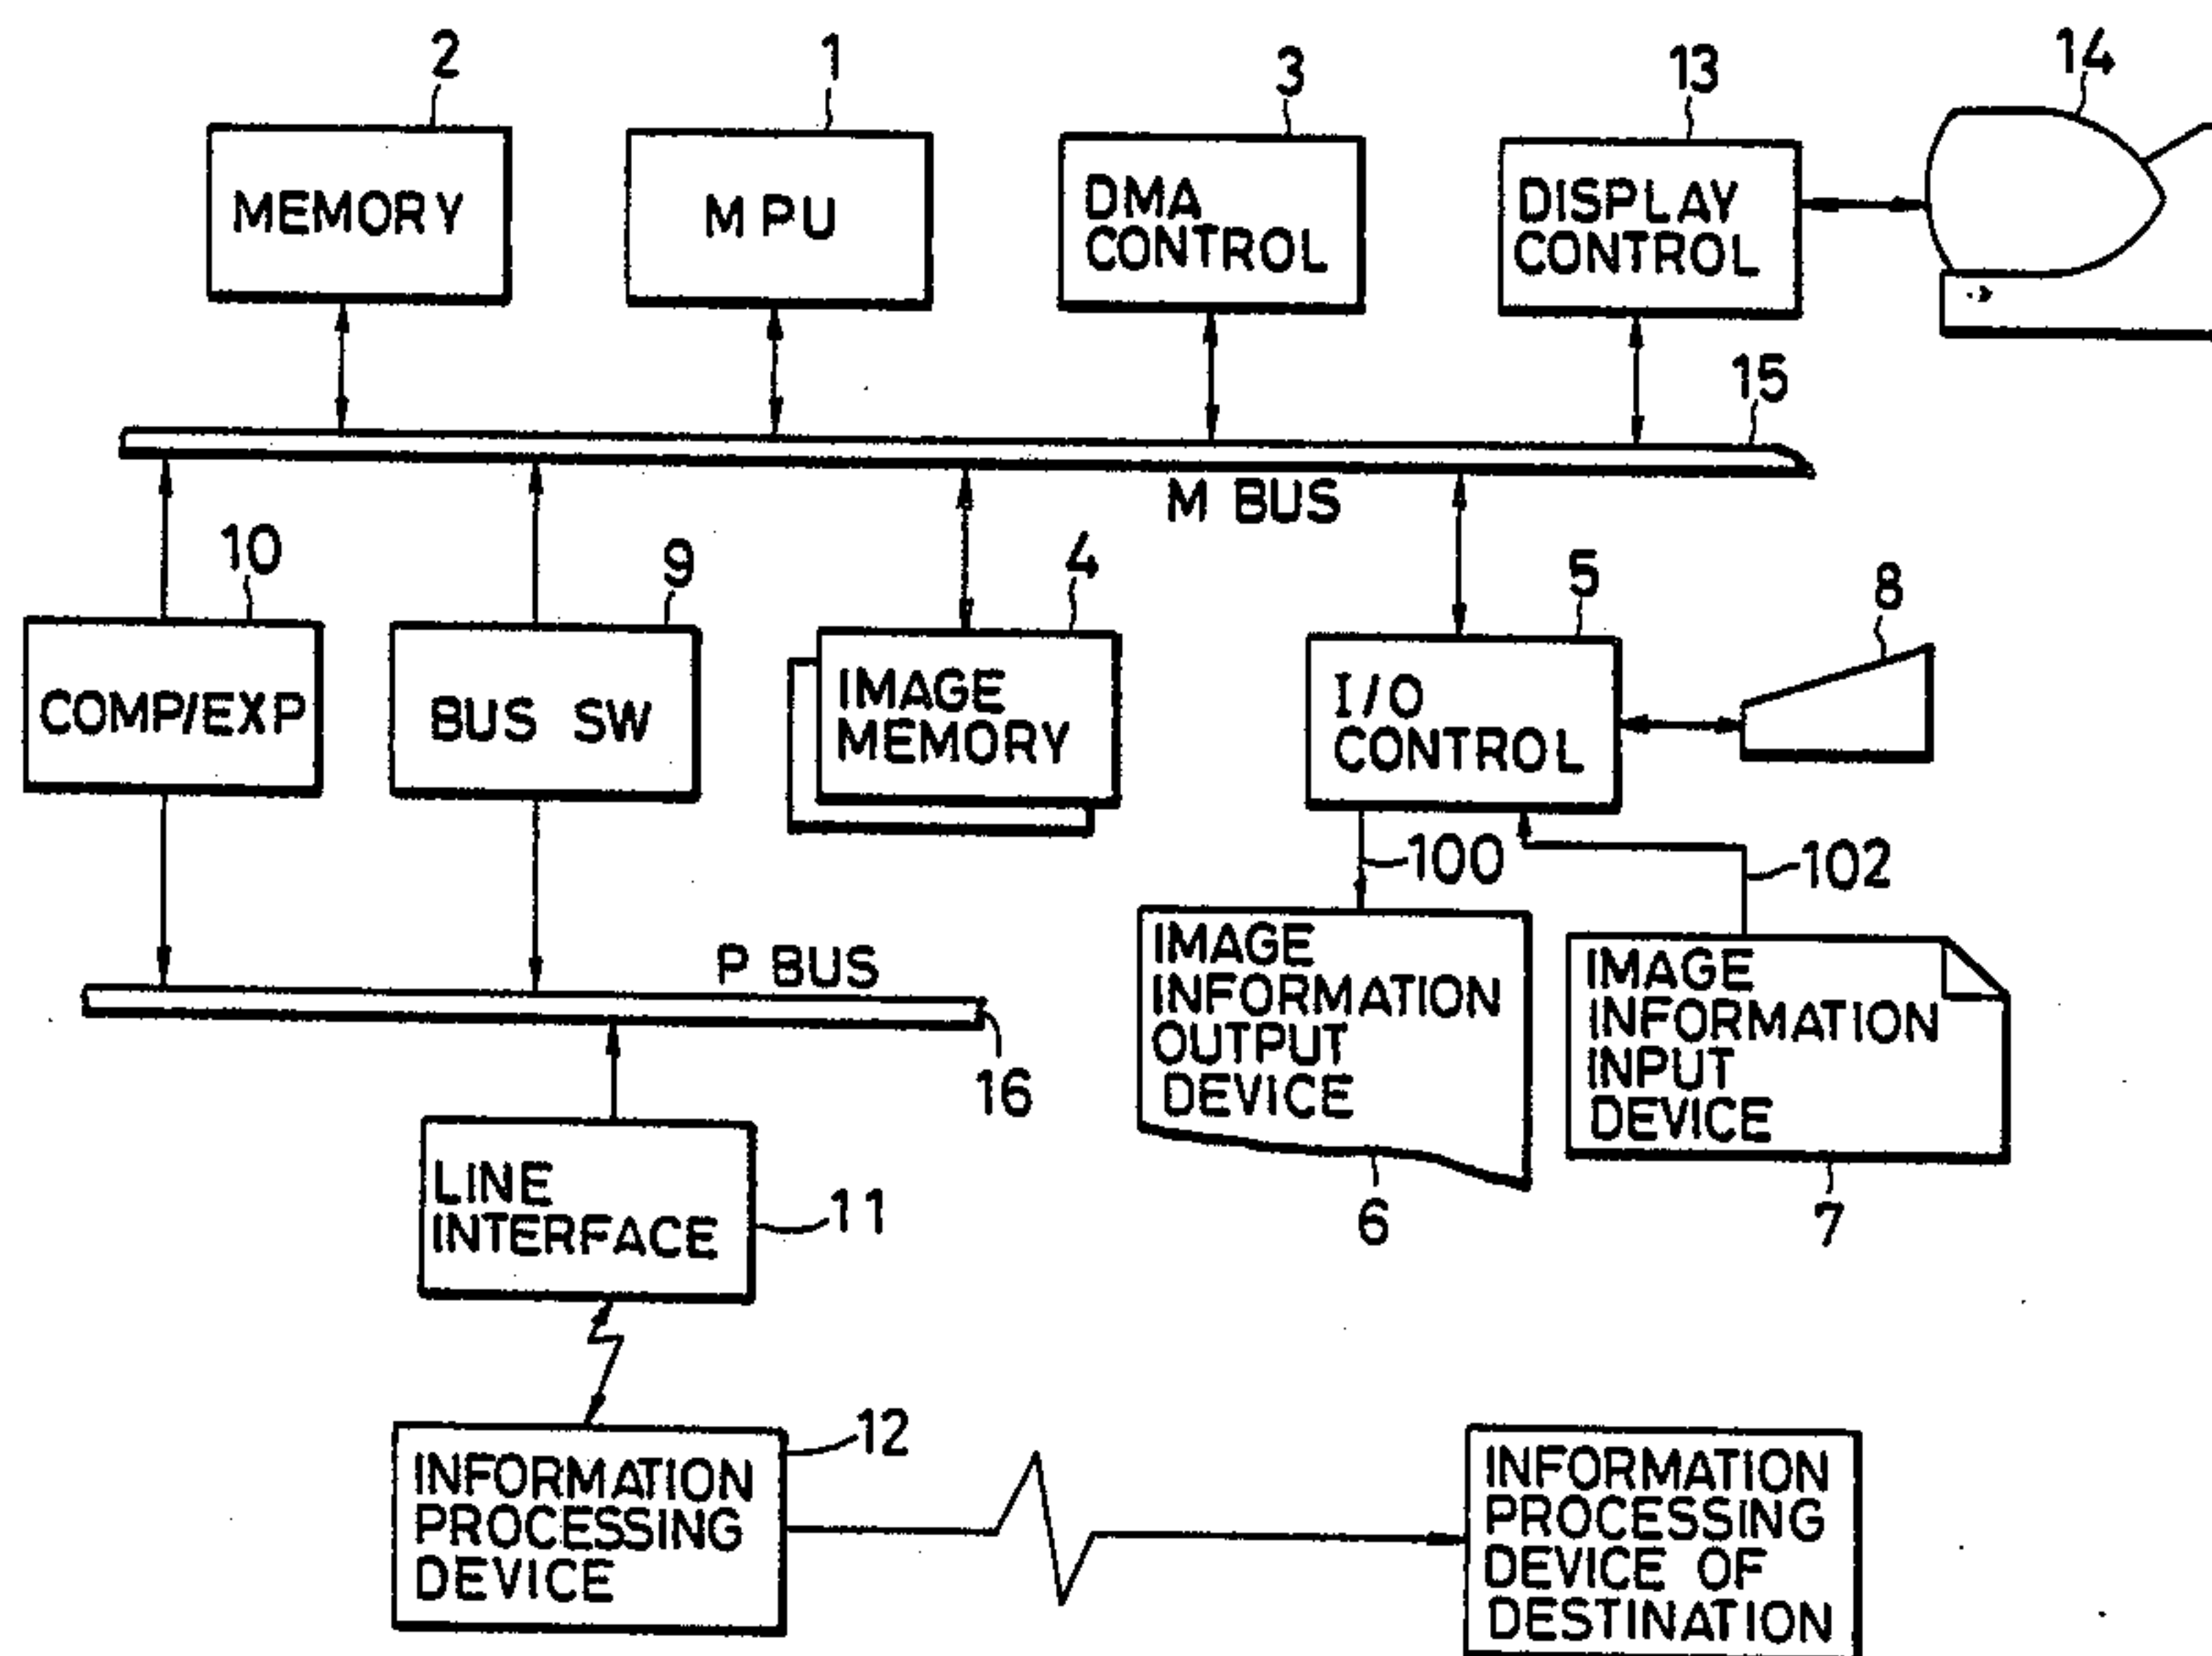 2
1
3
13
14
MEMORY
MPU
DMA
CONTROL
DISPLAY
CONTROL
15
M BUS
10
9
4
5
8
COMP/EXP
BUS SW
IMAGE
MEMORY
I/O
CONTROL
100
102
P BUS
16
IMAGE
INFORMATION
OUTPUT
DEVICE
IMAGE
INFORMATION
INPUT
DEVICE
6
7
LINE
INTERFACE
11
12
INFORMATION
PROCESSING
DEVICE
INFORMATION
PROCESSING
DEVICE OF
DESTINATION